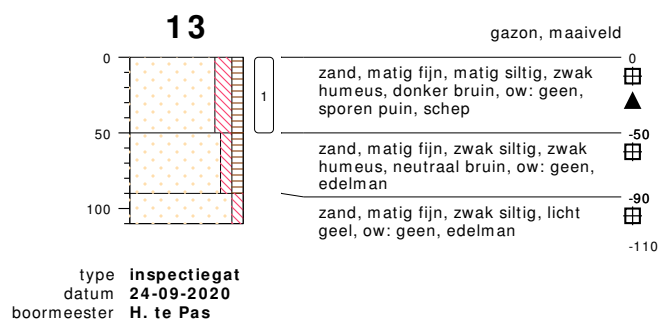 13
gazon, maaiveld
0
50
100
1
0
zand, matig fijn, matig siltig, zwak
humeus, donker bruin, ow: geen,
sporen puin, schep
-50
zand, matig fijn, zwak siltig, zwak
humeus, neutraal bruin, ow: geen,
edelman
-90
zand, matig fijn, zwak siltig, licht
geel, ow: geen, edelman
-110
type inspectiegat
datum 24-09-2020
boormeester H. te Pas